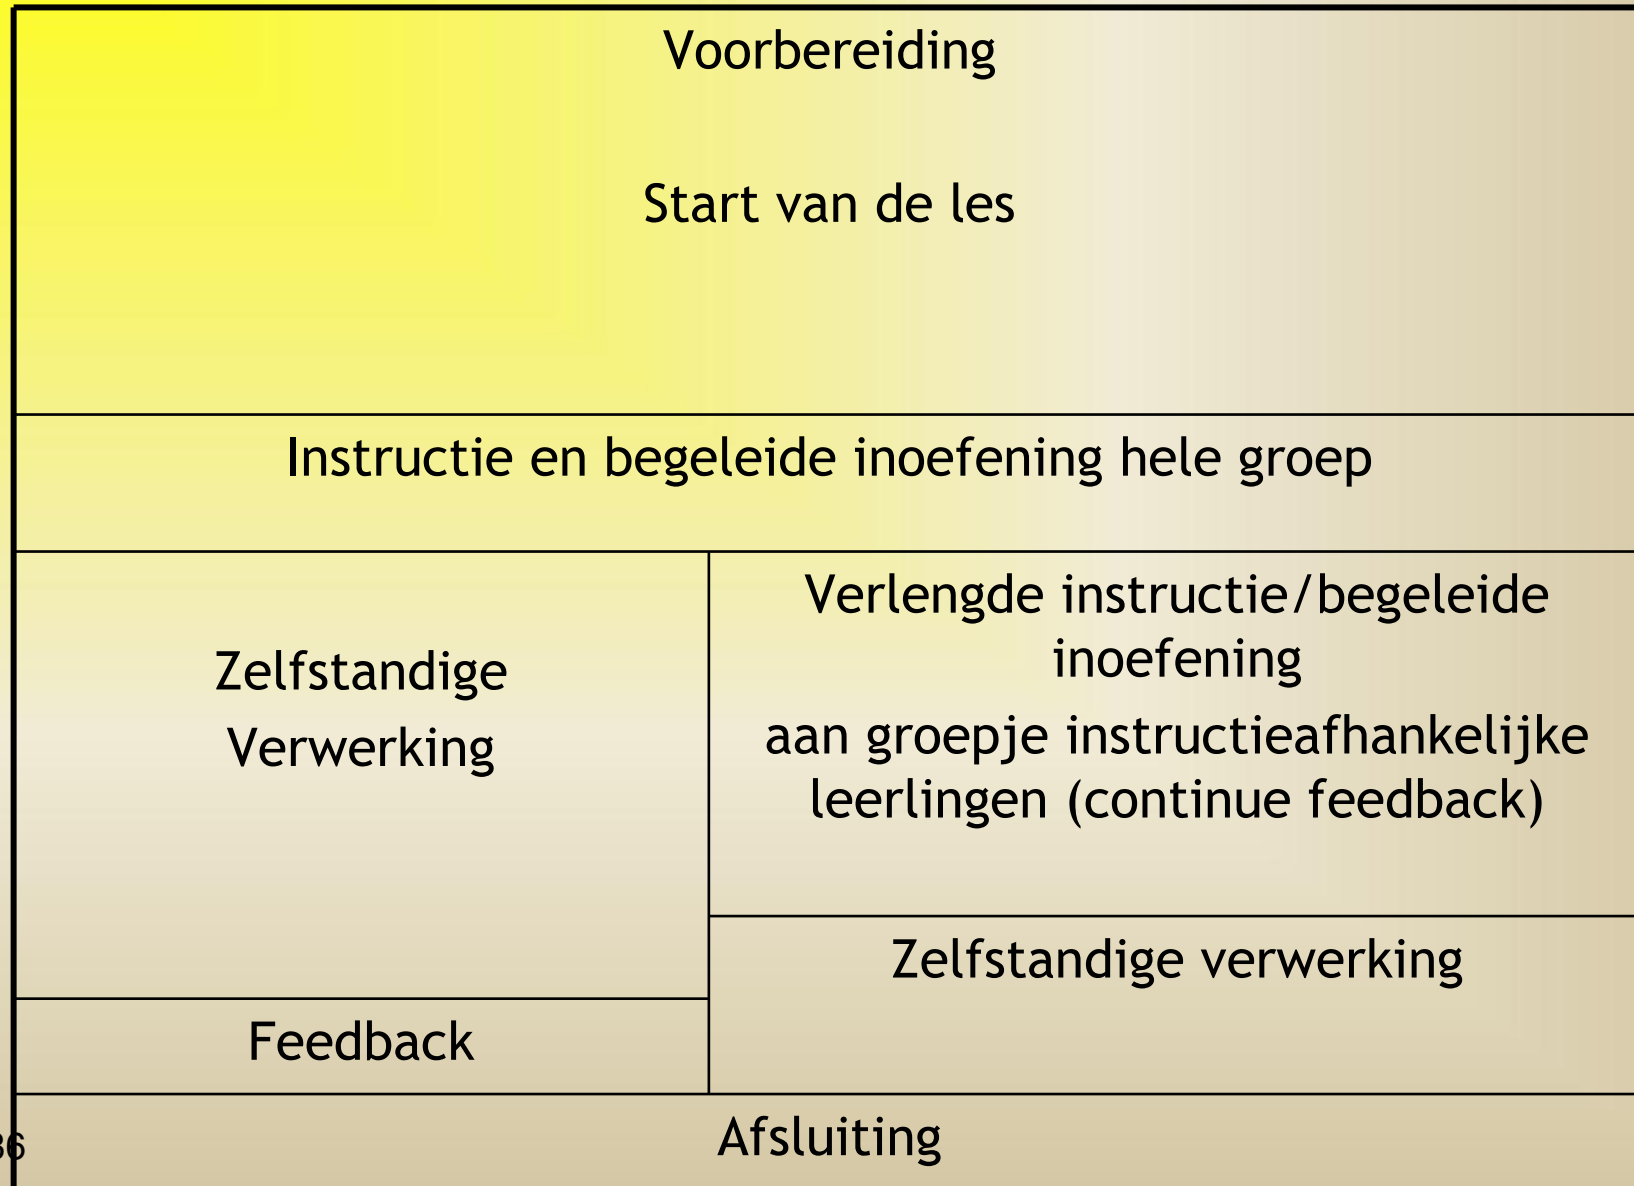 Voorbereiding
Start van de les
Instructie en begeleide inoefening hele groep
Zelfstandige
Verwerking
Feedback
Verlengde instructie/begeleide
inoefening
aan groepje instructieafhankelijke
leerlingen (continue feedback)
Zelfstandige verwerking
Afsluiting